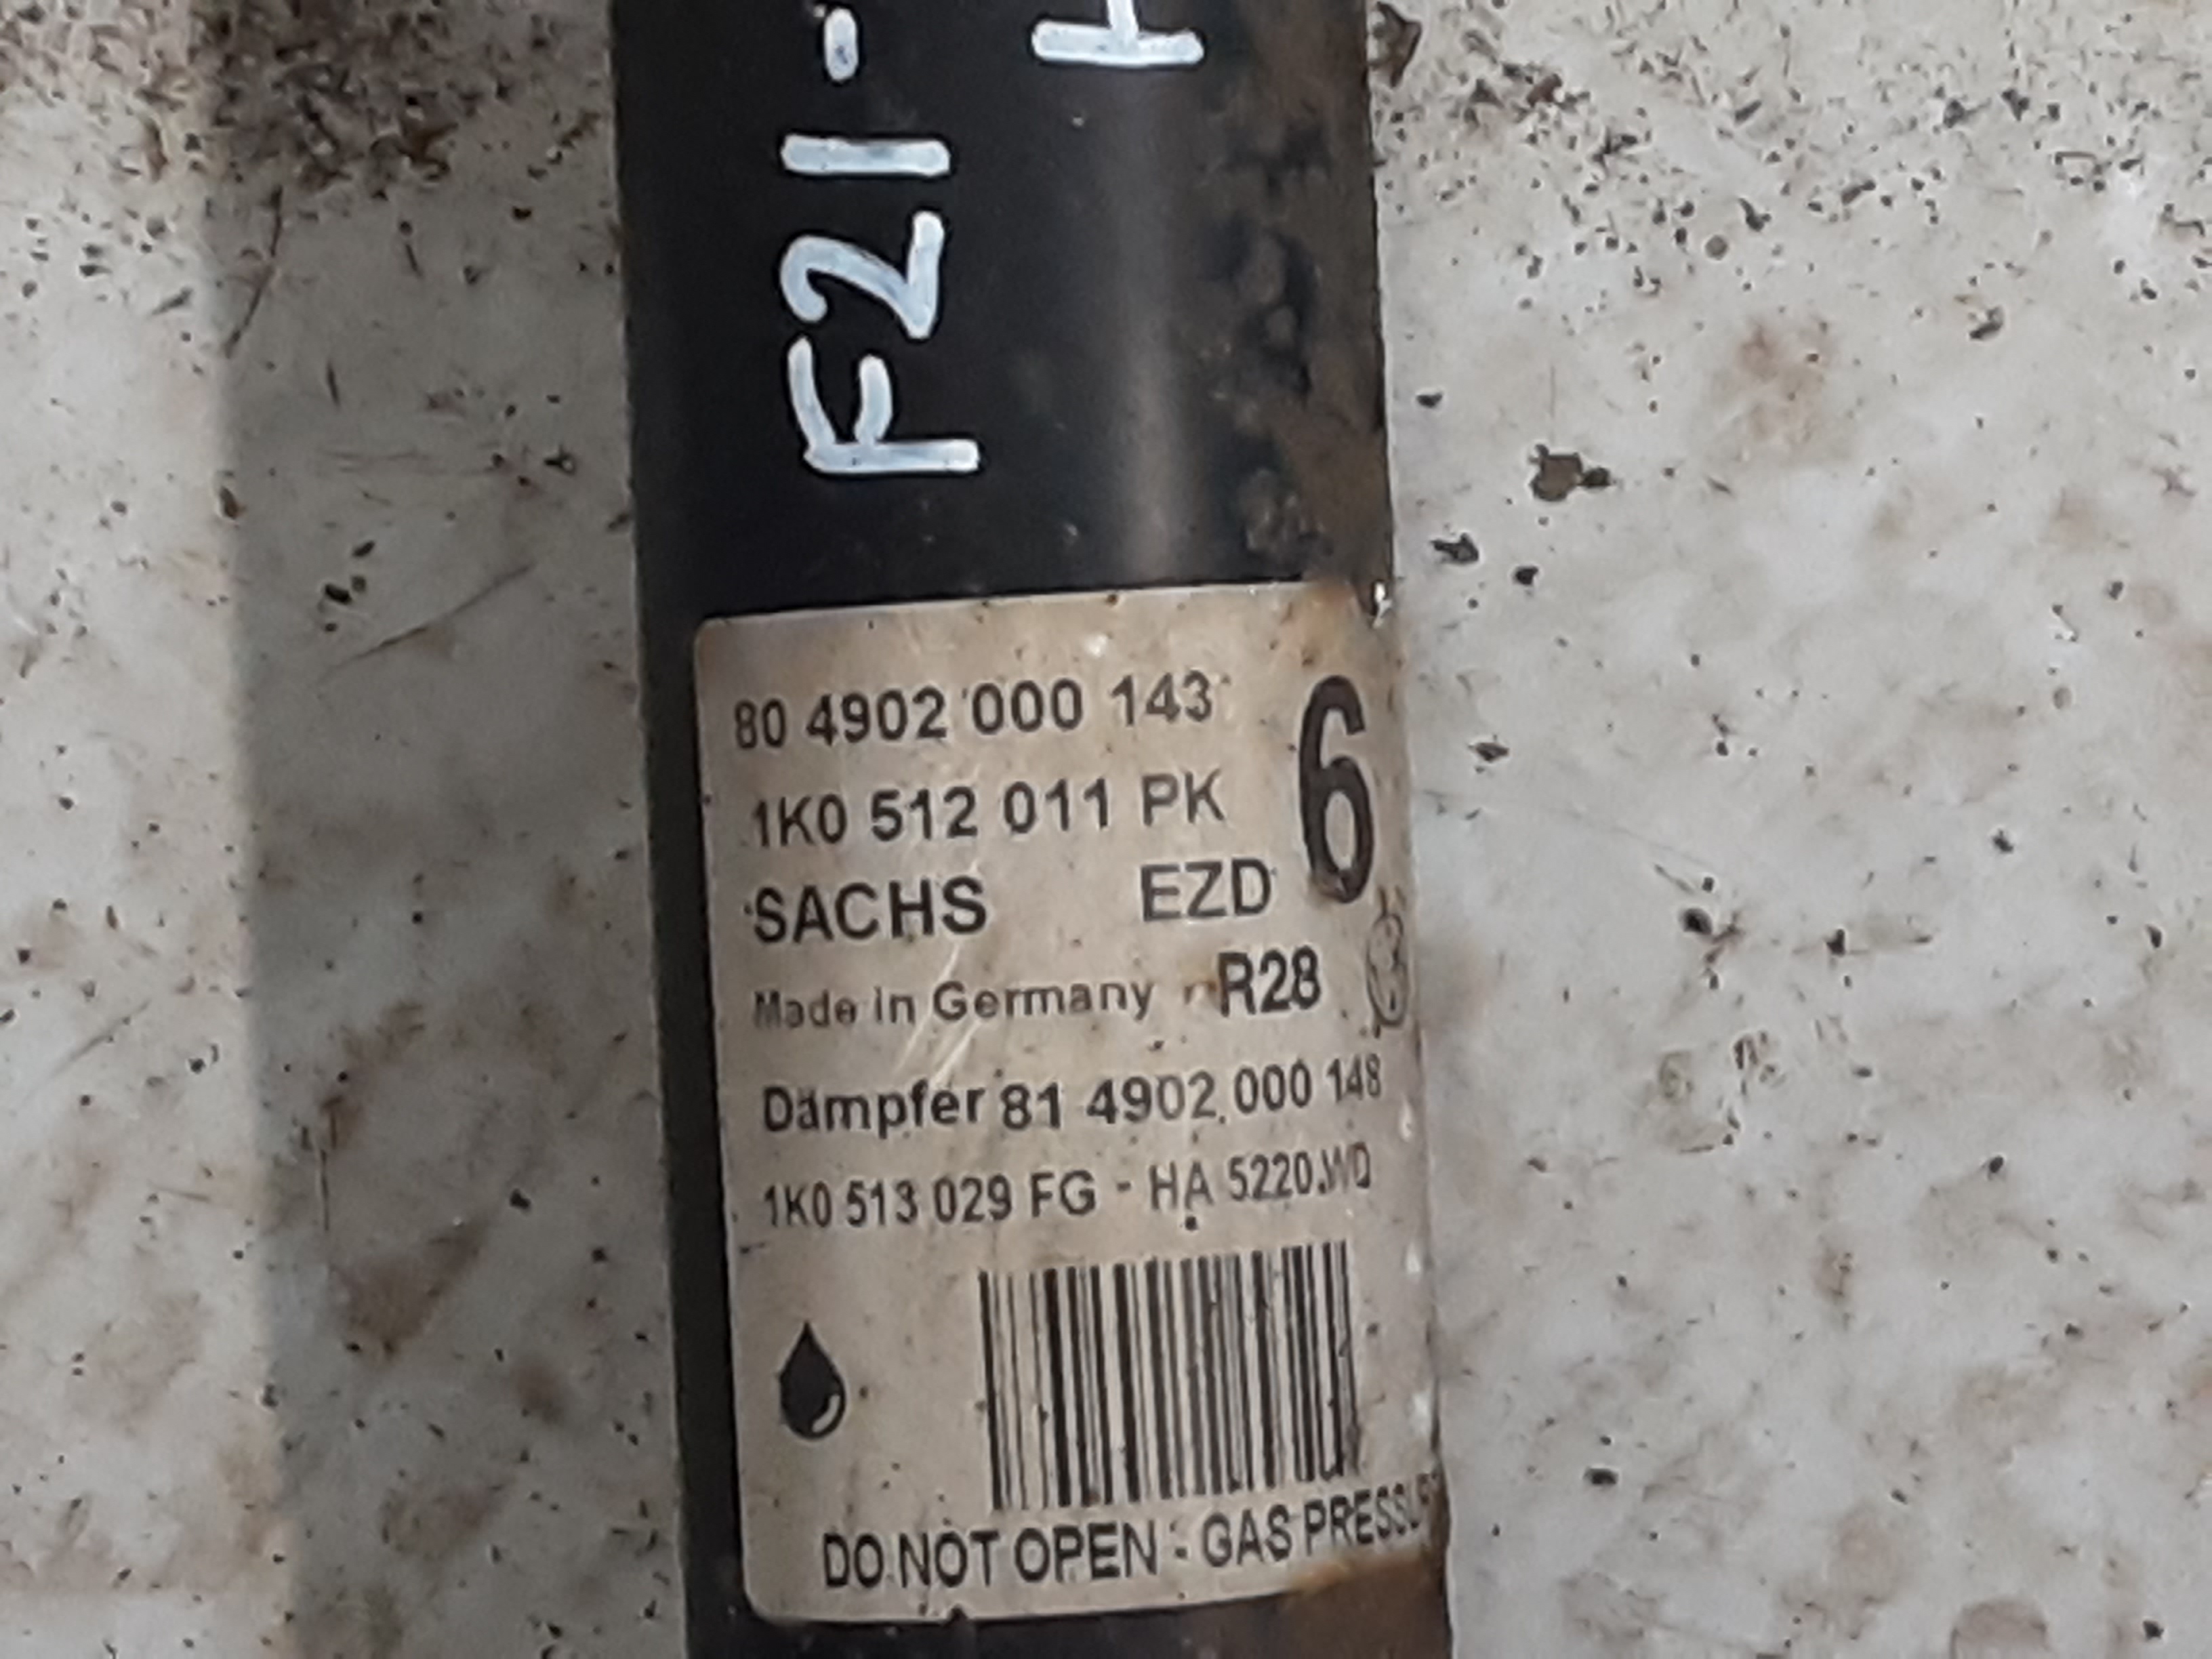 F21-
80 4902 000 143
6
1K0 512 011 PK
SACHS EZD
Made in Germany R28
Dämpfer 81 4902 000 148
1K0 513 029 FG - HA 5220.WQ
DO NOT OPEN - GAS PRESSU